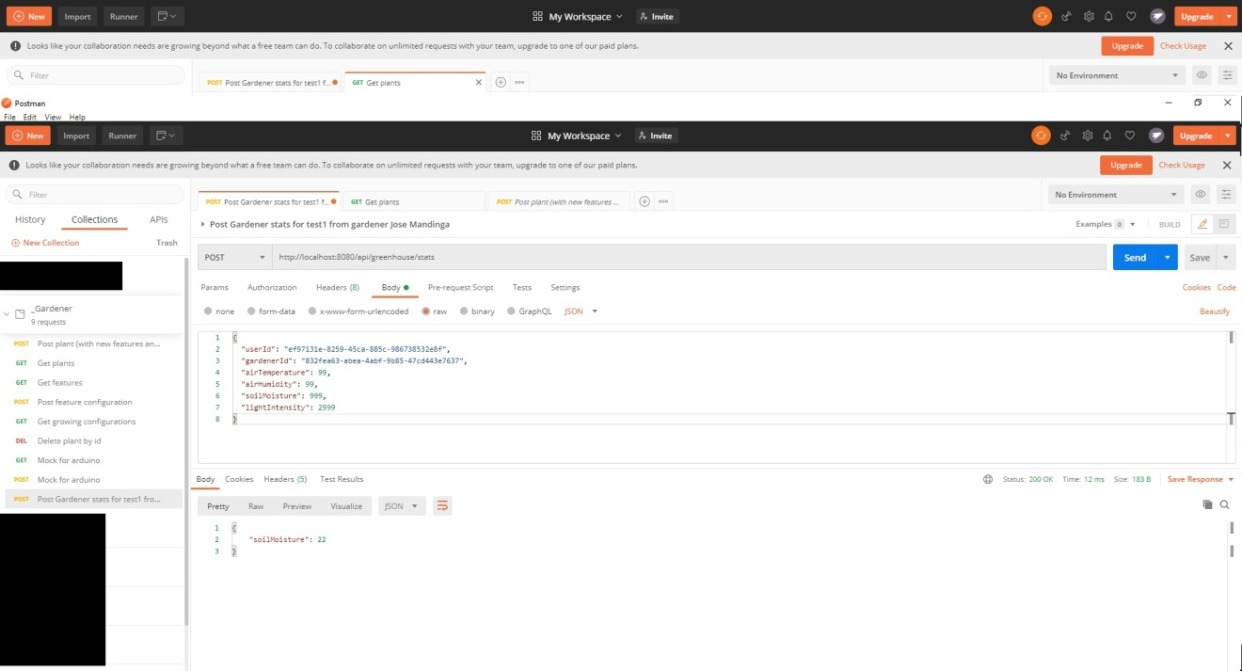 New Import Runner My Workspace Invite Upgrade
Looks like your collaboration needs are growing beyond what a free team can do. To collaborate on unlimited requests with your team, upgrade to one of our paid plans. Upgrade Check Usage
Filter POST Post Gardener stats for test1 f... GET Get plants No Environment
Postman
File Edit View Help
New Import Runner My Workspace Invite Upgrade
Looks like your collaboration needs are growing beyond what a free team can do. To collaborate on unlimited requests with your team, upgrade to one of our paid plans. Upgrade Check Usage
Filter POST Post Gardener stats for test1 f... GET Get plants POST Post plant (with new features ... No Environment
History Collections APIs
New Collection Trash
_Gardener
9 requests
POST Post plant (with new features an...
GET Get plants
GET Get features
POST Post feature configuration
GET Get growing configurations
DEL Delete plant by id
GET Mock for arduino
POST Mock for arduino
POST Post Gardener stats for test1 fro...
Post Gardener stats for test1 from gardener Jose Mandinga Examples 0 BUILD
POST http://localhost:8080/api/greenhouse/stats Send Save
Params Authorization Headers (8) Body Pre-request Script Tests Settings Cookies Code
none form-data x-www-form-urlencoded raw binary GraphQL JSON Beautify
1 {
2 "userId": "ef97131e-8259-45ca-885c-986738532e8f",
3 "gardenerId": "832fea63-abea-4abf-9b85-47cd443e7637",
4 "airTemperature": 99,
5 "airHumidity": 99,
6 "soilMoisture": 999,
7 "lightIntensity": 2999
8 }
Body Cookies Headers (5) Test Results Status: 200 OK Time: 12 ms Size: 183 B Save Response
Pretty Raw Preview Visualize JSON
1 {
2 "soilMoisture": 22
3 }